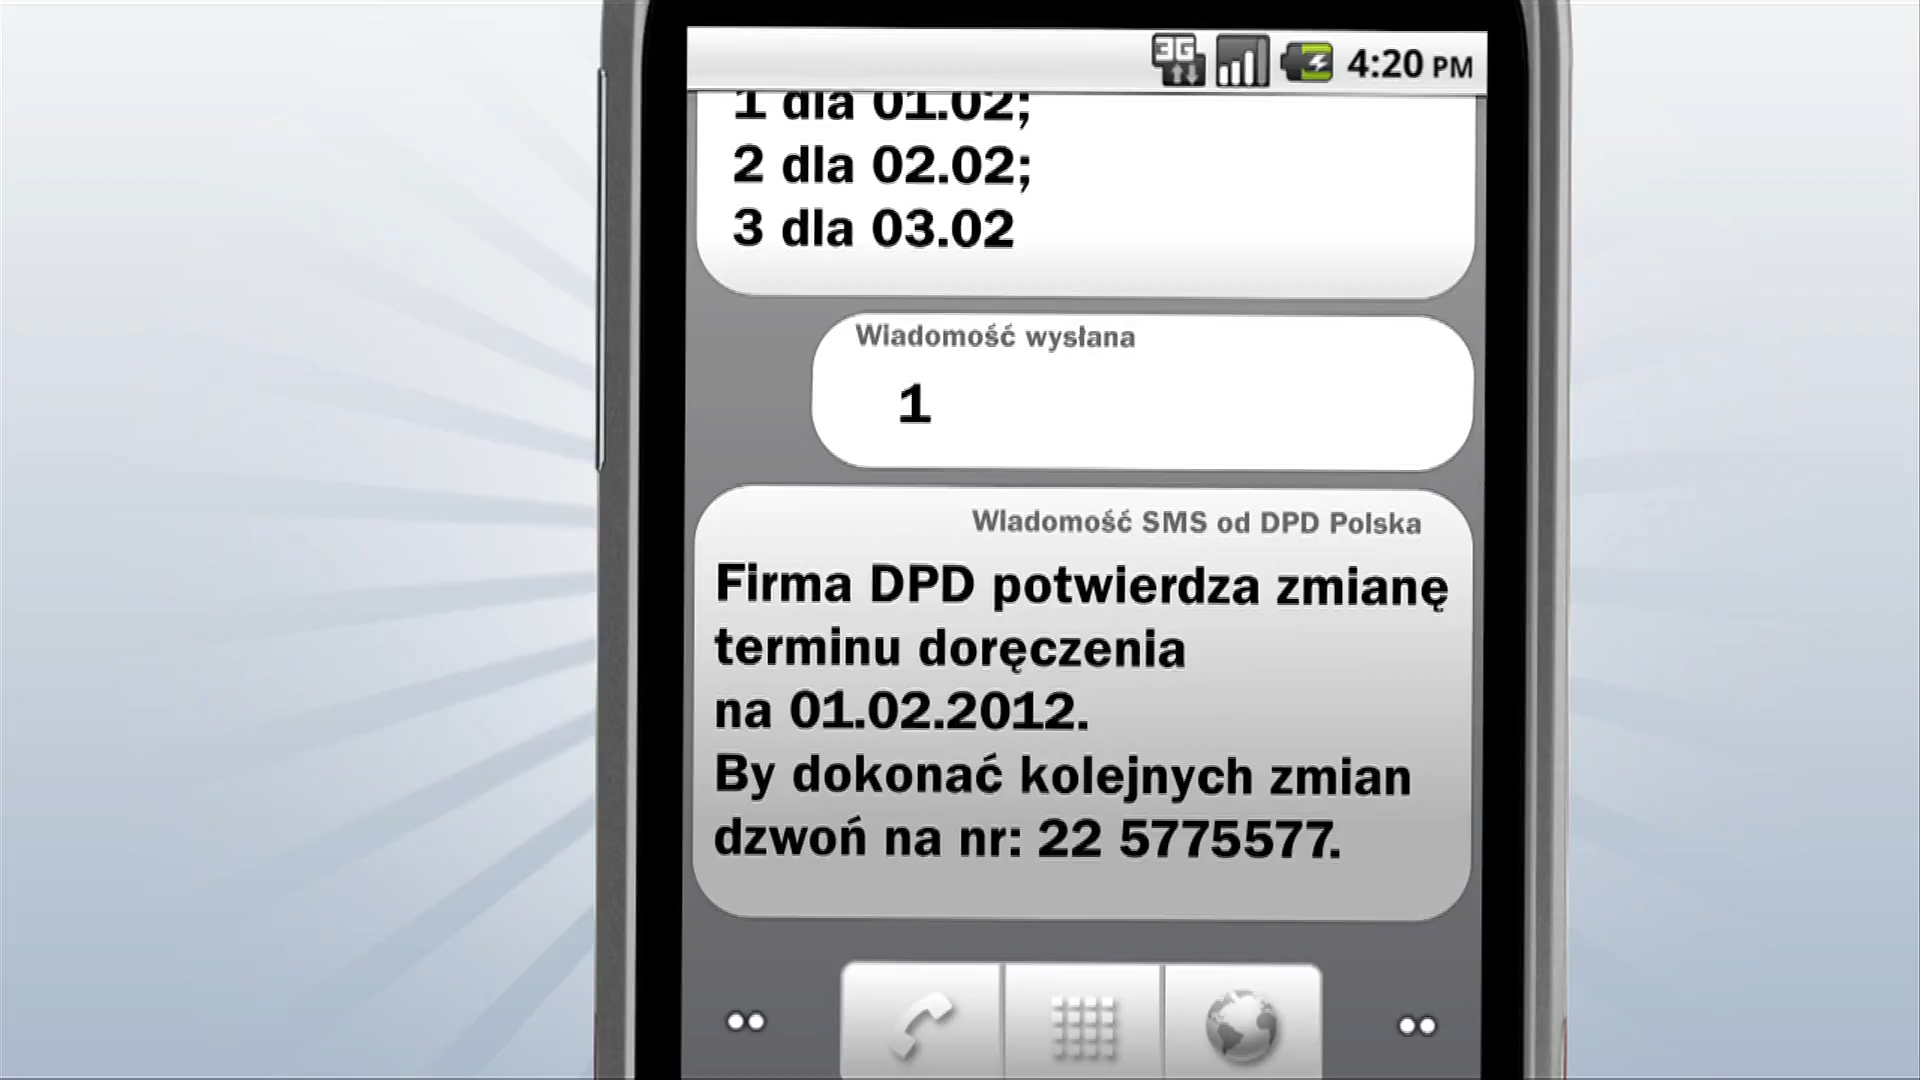 3G 4:20 PM
1 dla 01.02;
2 dla 02.02;
3 dla 03.02
Wiadomość wysłana
1
Wiadomość SMS od DPD Polska
Firma DPD potwierdza zmianę
terminu doręczenia
na 01.02.2012.
By dokonać kolejnych zmian
dzwoń na nr: 22 5775577.